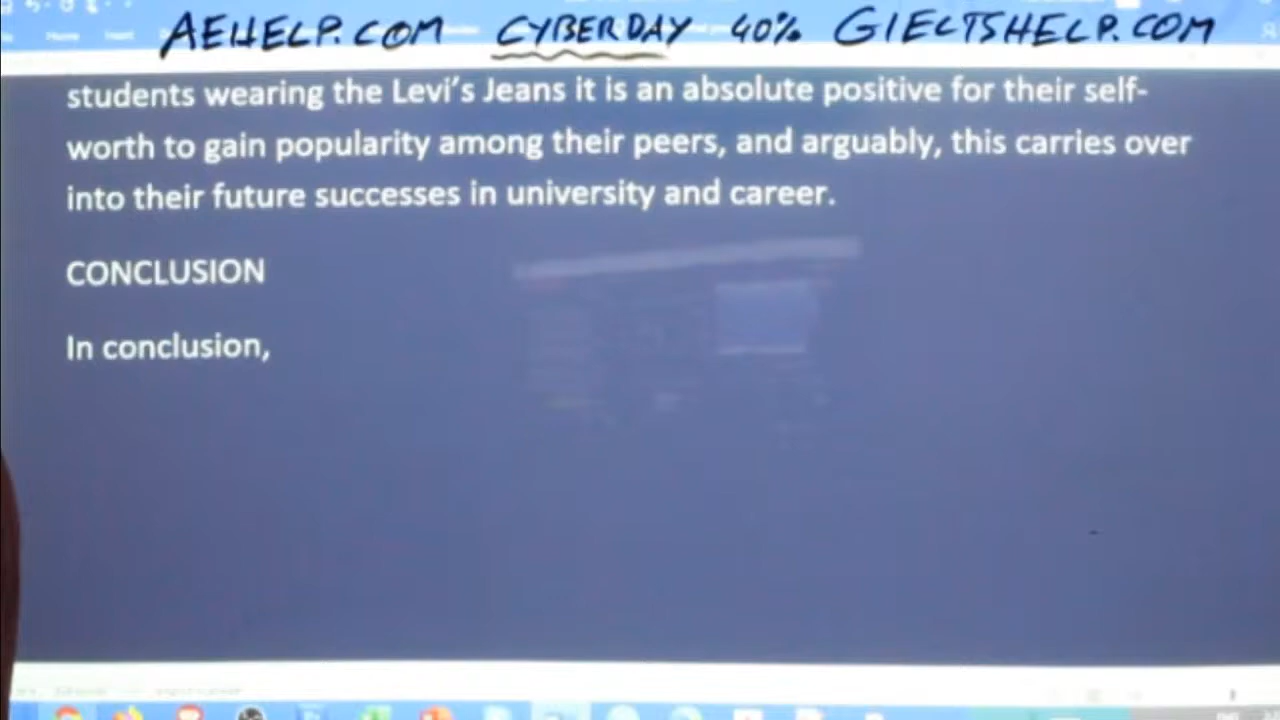 AEHELP.COM CYBERDAY 40% GIELTSHELP.COM
students wearing the Levi's Jeans it is an absolute positive for their self-
worth to gain popularity among their peers, and arguably, this carries over
into their future successes in university and career.
CONCLUSION
In conclusion,